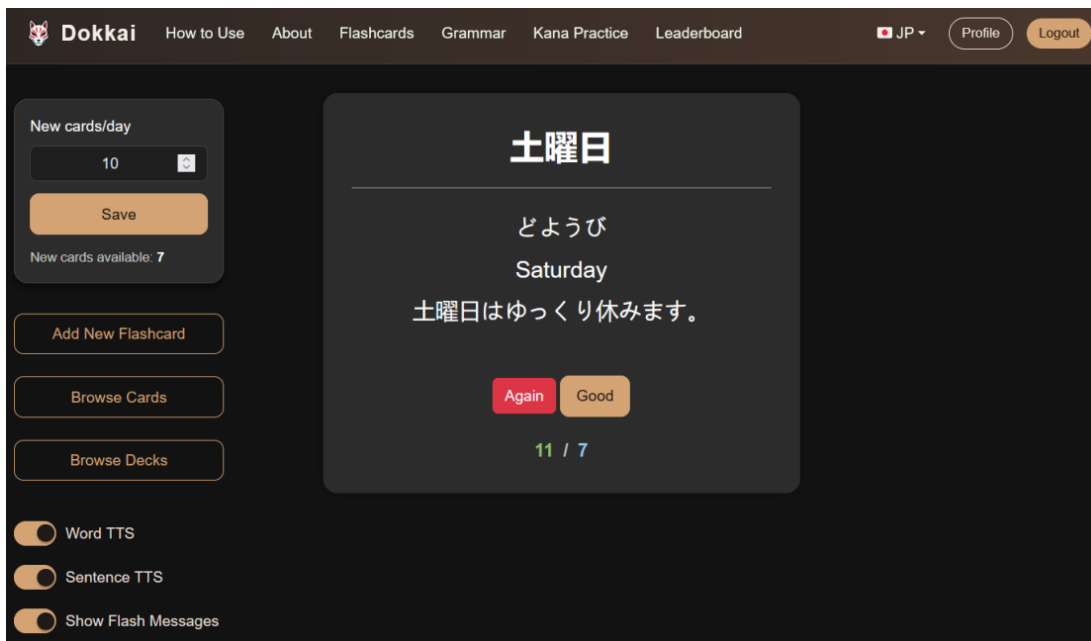 Dokkai How to Use About Flashcards Grammar Kana Practice Leaderboard JP Profile Logout
New cards/day
10
Save
New cards available: 7
Add New Flashcard
Browse Cards
Browse Decks
Word TTS
Sentence TTS
Show Flash Messages
土曜日
どようび
Saturday
土曜日はゆっくり休みます。
Again Good
11 / 7